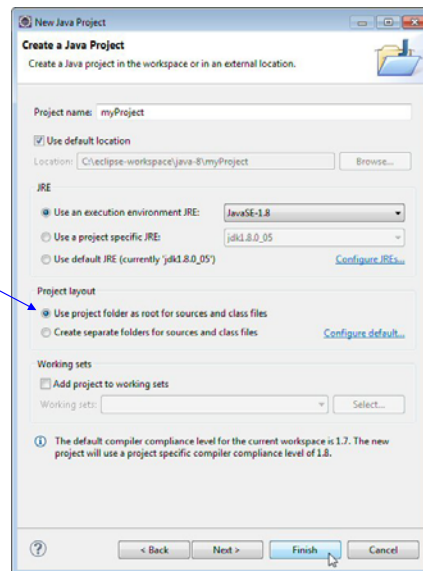 New Java Project
Create a Java Project
Create a Java project in the workspace or in an external location.
Project name: myProject
Use default location
Location: C:\eclipse-workspace\java-8\myProject Browse...
JRE
Use an execution environment JRE: JavaSE-1.8
Use a project specific JRE: jdk1.8.0_05
Use default JRE (currently 'jdk1.8.0_05') Configure JREs...
Project layout
Use project folder as root for sources and class files
Create separate folders for sources and class files Configure default...
Working sets
Add project to working sets
Working sets: Select...
The default compiler compliance level for the current workspace is 1.7. The new
project will use a project specific compiler compliance level of 1.8.
? < Back Next > Finish Cancel